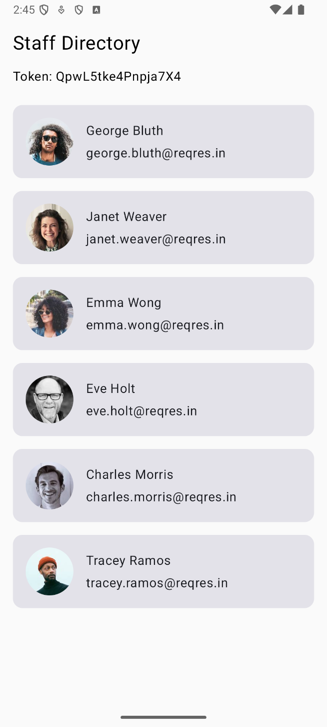 2:45
Staff Directory
Token: QpwL5tke4Pnpja7X4
George Bluth
george.bluth@reqres.in
Janet Weaver
janet.weaver@reqres.in
Emma Wong
emma.wong@reqres.in
Eve Holt
eve.holt@reqres.in
Charles Morris
charles.morris@reqres.in
Tracey Ramos
tracey.ramos@reqres.in